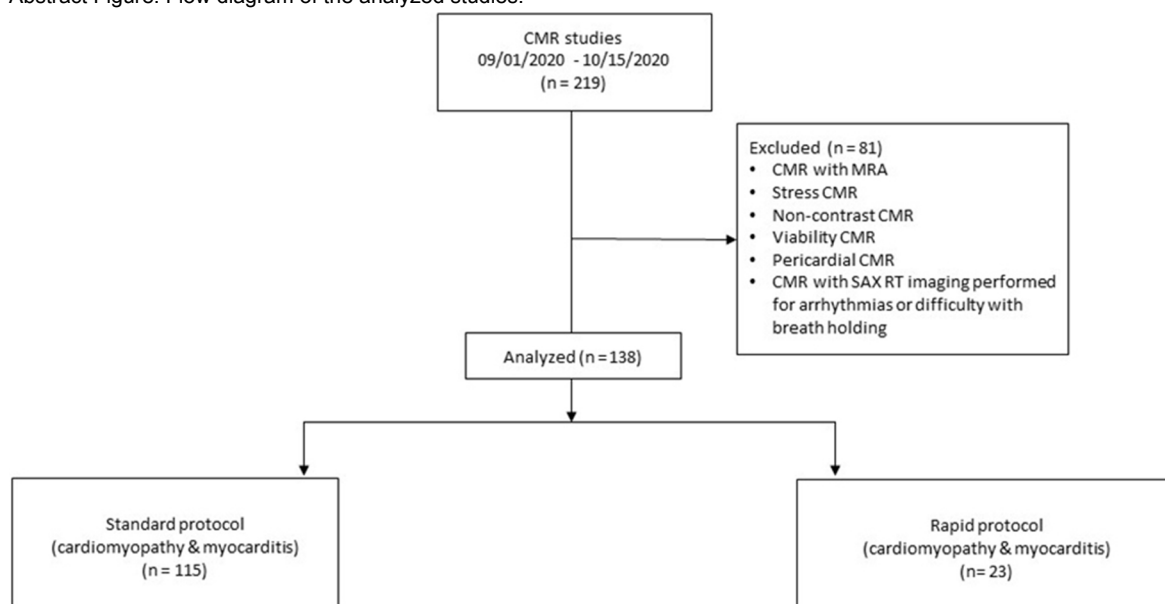 Abstract Figure. Flow diagram of the analyzed studies.
CMR studies
09/01/2020 - 10/15/2020
(n = 219)
Excluded (n = 81)
• CMR with MRA
• Stress CMR
• Non-contrast CMR
• Viability CMR
• Pericardial CMR
• CMR with SAX RT imaging performed
for arrhythmias or difficulty with
breath holding
Analyzed (n = 138)
Standard protocol
(cardiomyopathy & myocarditis)
(n = 115)
Rapid protocol
(cardiomyopathy & myocarditis)
(n= 23)